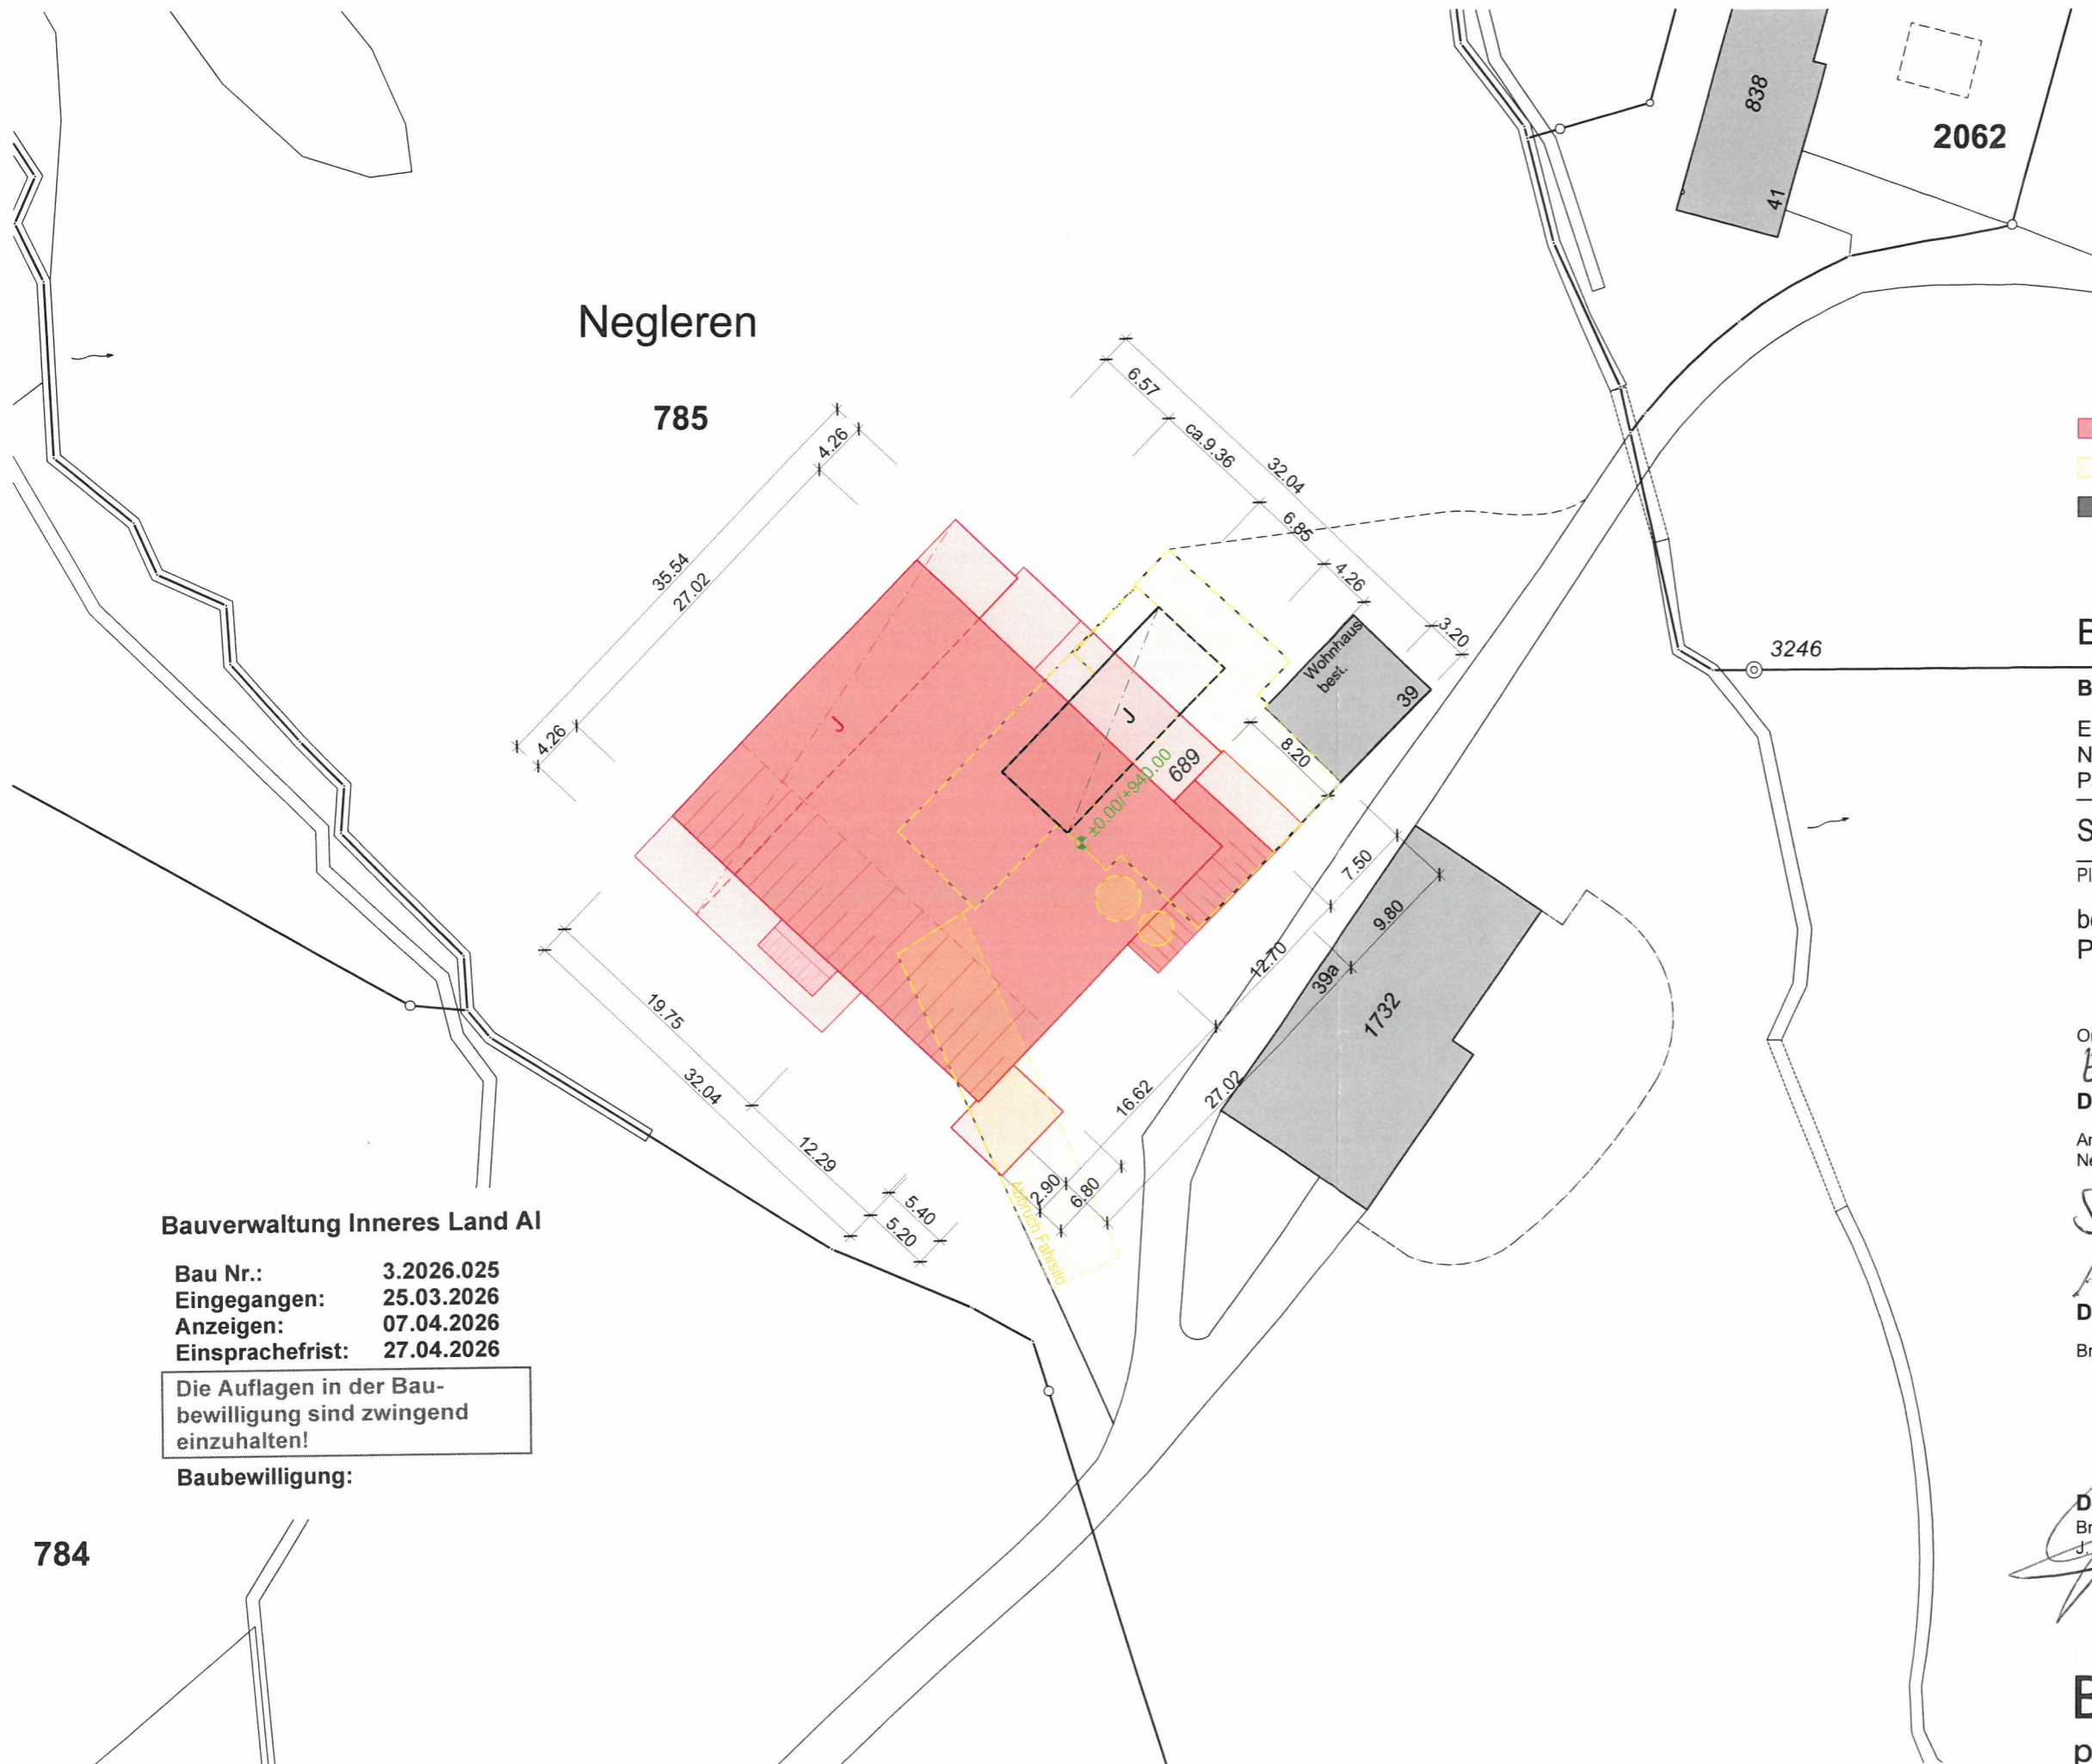 838
2062
41
Negleren
785
6.57
4.26
ca.9.36
32.04
6.85
35.54
27.02
4.26
Wohnhaus
best.
3.20
3246
39
J
J
689
±0.00/+940.00
8.20
4.26
7.50
9.80
12.70
39a
1732
19.75
32.04
16.62
27.02
12.29
2.90
6.80
5.40
5.20
Abbruch Fahrsilo
Bauverwaltung Inneres Land AI
Bau Nr.: 3.2026.025
Eingegangen: 25.03.2026
Anzeigen: 07.04.2026
Einsprachefrist: 27.04.2026
Die Auflagen in der Bau-
bewilligung sind zwingend
einzuhalten!
Baubewilligung:
784